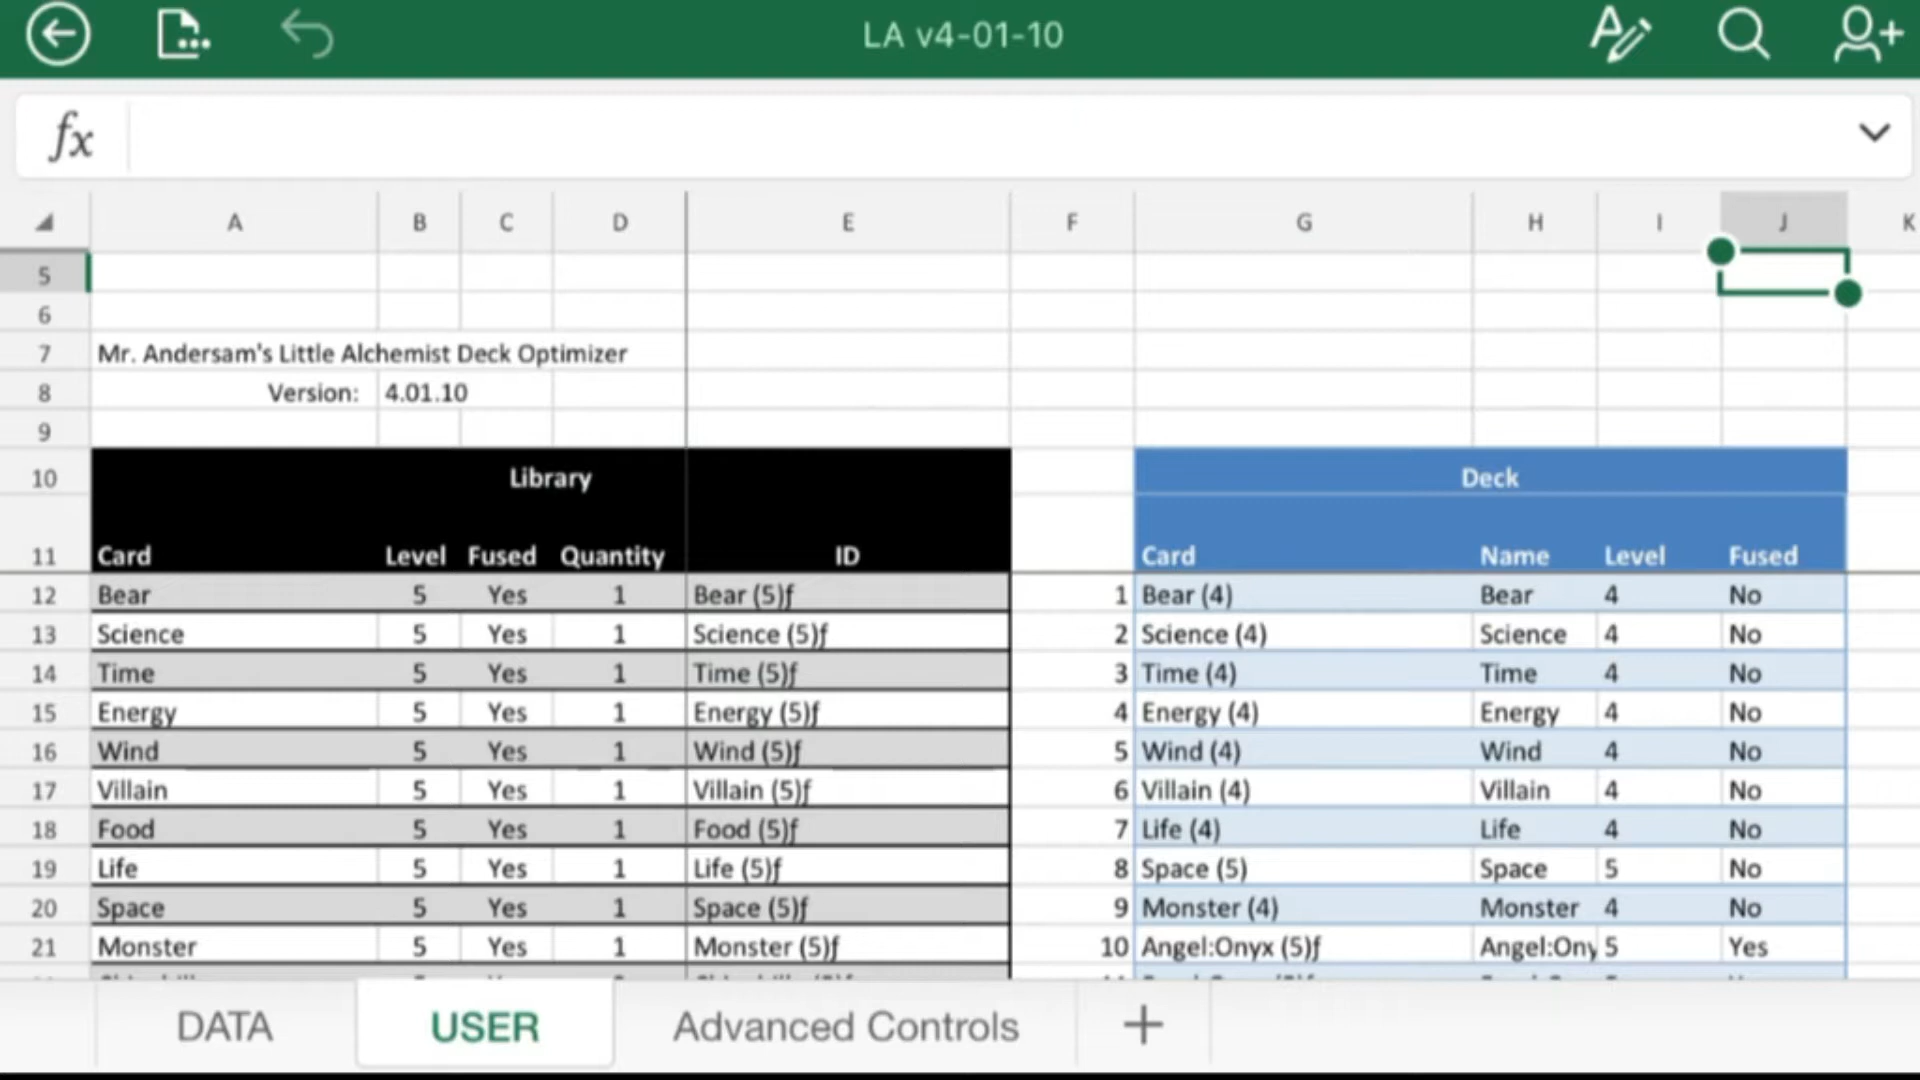 LA v4-01-10
fx
A B C D E F G H I J K
5
6
7 Mr. Andersam's Little Alchemist Deck Optimizer
8 Version: 4.01.10
9
10 Library Deck
11 Card Level Fused Quantity ID Card Name Level Fused
12 Bear 5 Yes 1 Bear (5)f 1 Bear (4) Bear 4 No
13 Science 5 Yes 1 Science (5)f 2 Science (4) Science 4 No
14 Time 5 Yes 1 Time (5)f 3 Time (4) Time 4 No
15 Energy 5 Yes 1 Energy (5)f 4 Energy (4) Energy 4 No
16 Wind 5 Yes 1 Wind (5)f 5 Wind (4) Wind 4 No
17 Villain 5 Yes 1 Villain (5)f 6 Villain (4) Villain 4 No
18 Food 5 Yes 1 Food (5)f 7 Life (4) Life 4 No
19 Life 5 Yes 1 Life (5)f 8 Space (5) Space 5 No
20 Space 5 Yes 1 Space (5)f 9 Monster (4) Monster 4 No
21 Monster 5 Yes 1 Monster (5)f 10 Angel:Onyx (5)f Angel:Ony 5 Yes
DATA USER Advanced Controls +